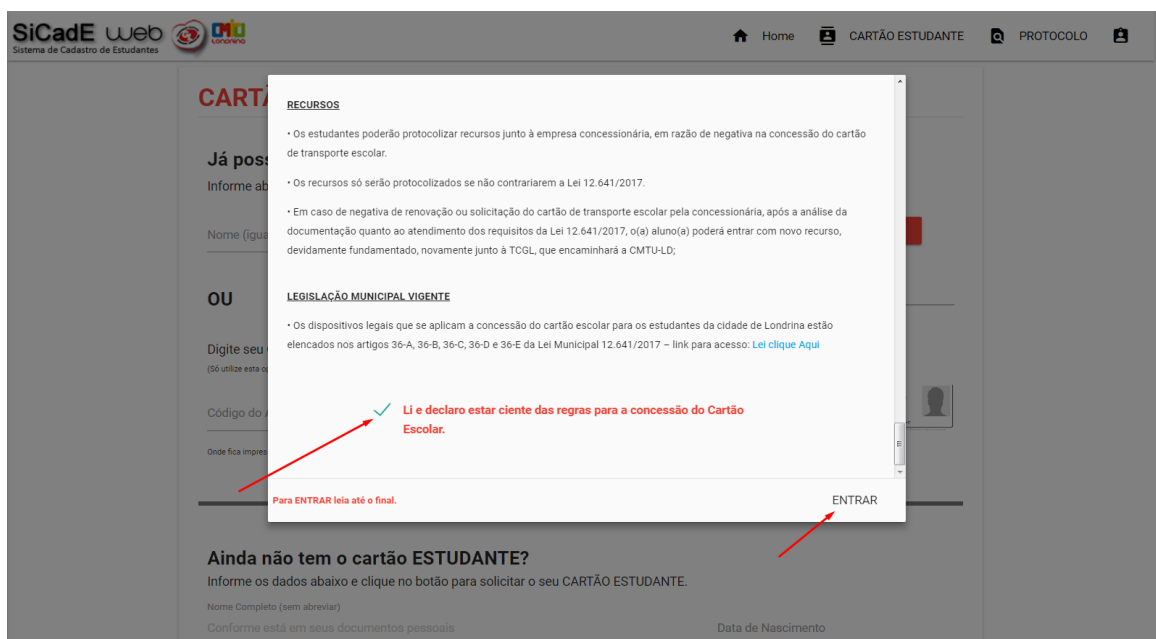 SiCadE web
Sistema de Cadastro de Estudantes
Londrina
Home
CARTÃO ESTUDANTE
PROTOCOLO
Já
Informe
Nome
OU
Digite seu
(Só utilize esta
Código do
Onde fica
RECURSOS
• Os estudantes poderão protocolizar recursos junto à empresa concessionária, em razão de negativa na concessão do cartão
de transporte escolar.
• Os recursos só serão protocolizados se não contrariarem a Lei 12.641/2017.
• Em caso de negativa de renovação ou solicitação do cartão de transporte escolar pela concessionária, após a análise da
documentação quanto ao atendimento dos requisitos da Lei 12.641/2017, o(a) aluno(a) poderá entrar com novo recurso,
devidamente fundamentado, novamente junto à TCGL, que encaminhará a CMTU-LD;
LEGISLAÇÃO MUNICIPAL VIGENTE
• Os dispositivos legais que se aplicam a concessão do cartão escolar para os estudantes da cidade de Londrina estão
elencados nos artigos 36-A, 36-B, 36-C, 36-D e 36-E da Lei Municipal 12.641/2017 – link para acesso: Lei clique Aqui
Li e declaro estar ciente das regras para a concessão do Cartão
Escolar.
Para ENTRAR leia até o final.
ENTRAR
Ainda não tem o cartão ESTUDANTE?
Informe os dados abaixo e clique no botão para solicitar o seu CARTÃO ESTUDANTE.
Nome Completo (sem abreviar)
Conforme está em seus documentos pessoais
Data de Nascimento